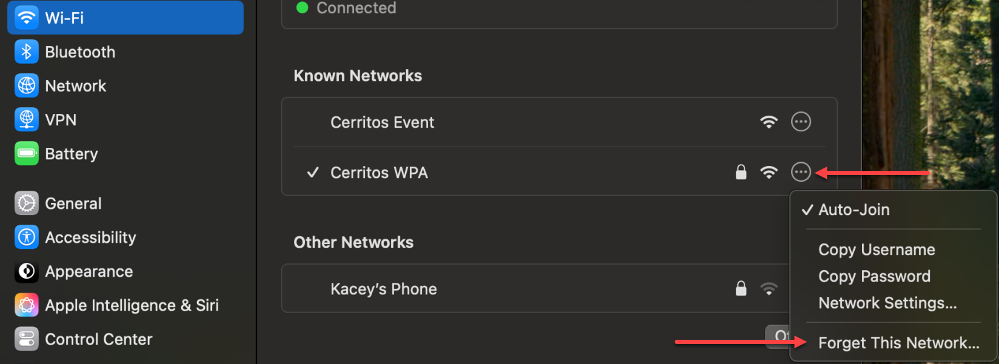 Wi-Fi
Bluetooth
Network
VPN
Battery
General
Accessibility
Appearance
Apple Intelligence & Siri
Control Center
Connected
Known Networks
Cerritos Event
Cerritos WPA
Other Networks
Kacey’s Phone
Auto-Join
Copy Username
Copy Password
Network Settings...
Forget This Network...